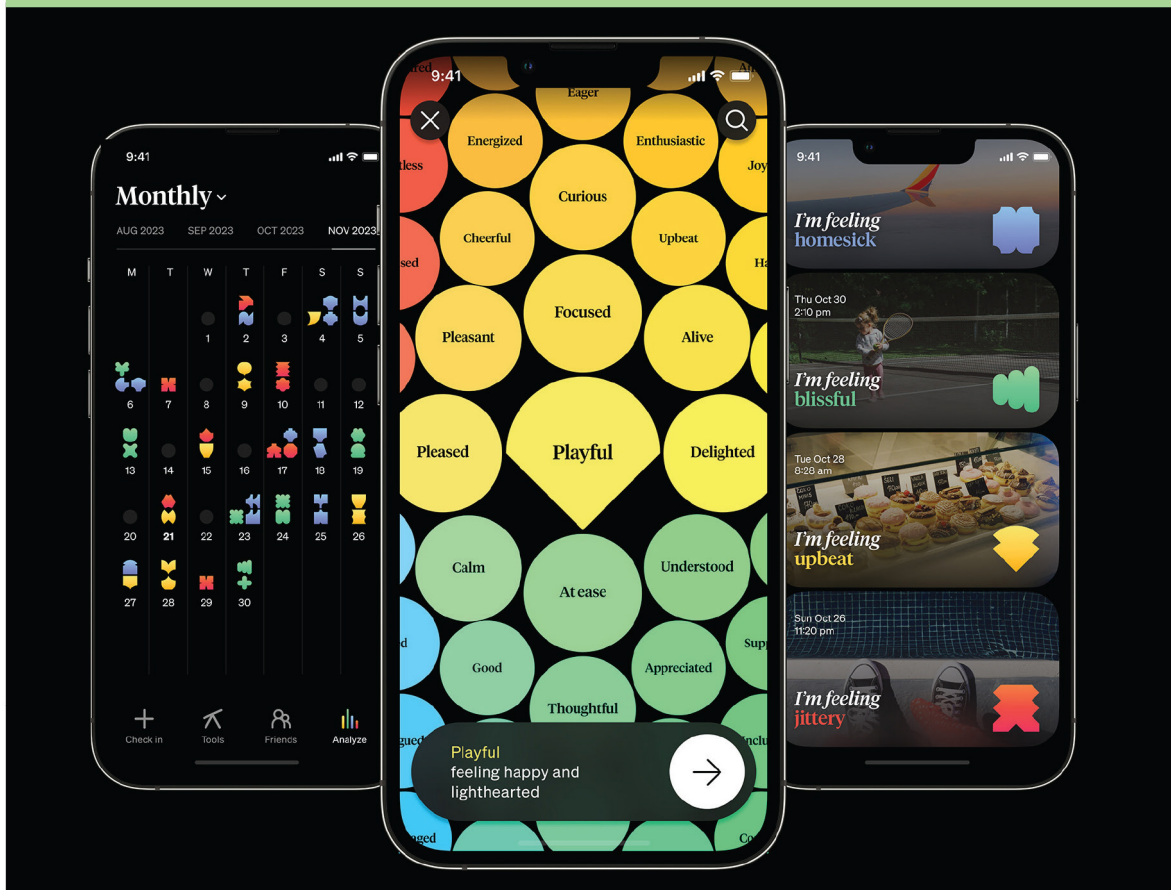 9:41
Monthly
AUG 2023 SEP 2023 OCT 2023 NOV 2023
M T W T F S S
1 2 3 4 5
6 7 8 9 10 11 12
13 14 15 16 17 18 19
20 21 22 23 24 25 26
27 28 29 30
Check in Tools Friends Analyze
9:41
Eager
Energized
Enthusiastic
Curious
Cheerful
Upbeat
Focused
Pleasant
Alive
Pleased
Playful
Delighted
Calm
At ease
Understood
Good
Appreciated
Thoughtful
Playful
feeling happy and
lighthearted
9:41
I'm feeling
homesick
Thu Oct 30
2:10 pm
I'm feeling
blissful
Tue Oct 28
8:28 am
I'm feeling
upbeat
Sun Oct 26
11:20 pm
I'm feeling
jittery